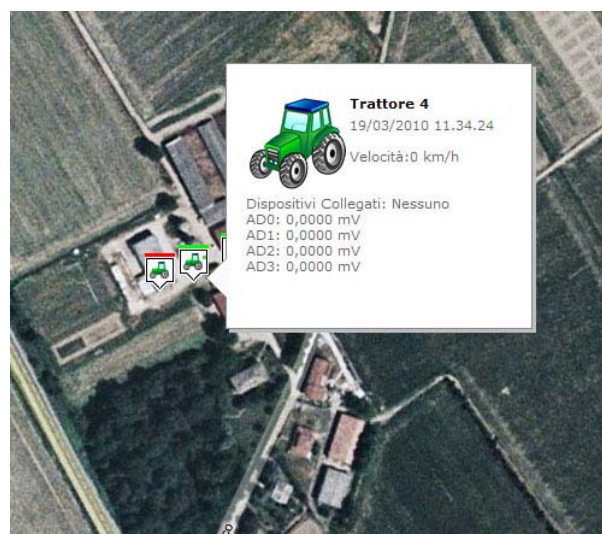 Trattore 4
19/03/2010 11.34.24
Velocità:0 km/h
Dispositivi Collegati: Nessuno
AD0: 0,0000 mV
AD1: 0,0000 mV
AD2: 0,0000 mV
AD3: 0,0000 mV